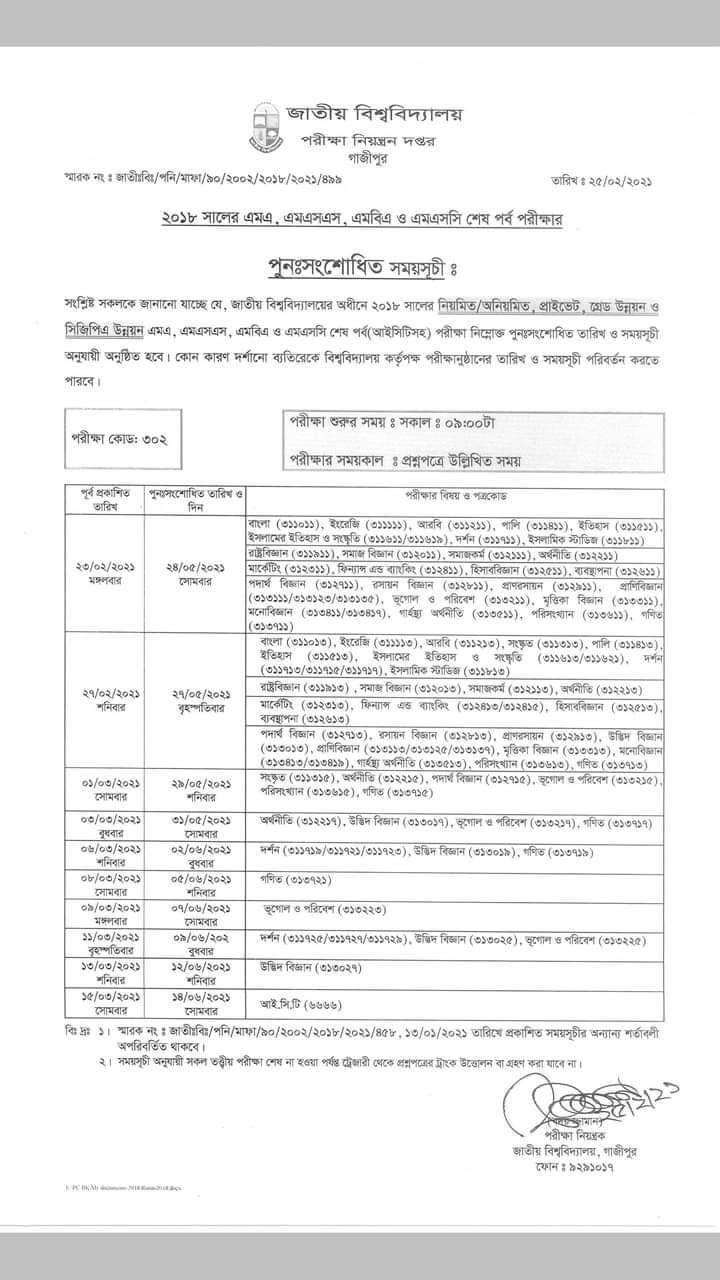 জাতীয় বিশ্ববিদ্যালয়
পরীক্ষা নিয়ন্ত্রন দপ্তর
গাজীপুর
স্মারক নং ঃ জাতীঃবিঃ/পনি/মাফা/৯০/২০০২/২০১৮/২০২১/৪৯৯
তারিখ ঃ ২৫/০২/২০২১
২০১৮ সালের এমএ, এমএসএস, এমবিএ ও এমএসসি শেষ পর্ব পরীক্ষার
পুনঃসংশোধিত সময়সূচী ঃ
সংশ্লিষ্ট সকলকে জানানো যাচ্ছে যে, জাতীয় বিশ্ববিদ্যালয়ের অধীনে ২০১৮ সালের নিয়মিত/অনিয়মিত, প্রাইভেট, গ্রেড উন্নয়ন ও
সিজিপিএ উন্নয়ন এমএ, এমএসএস, এমবিএ ও এমএসসি শেষ পর্ব(আইসিটিসহ) পরীক্ষা নিম্নোক্ত পুনঃসংশোধিত তারিখ ও সময়সূচী
অনুযায়ী অনুষ্ঠিত হবে। কোন কারণ দর্শানো ব্যতিরেকে বিশ্ববিদ্যালয় কর্তৃপক্ষ পরীক্ষানুষ্ঠানের তারিখ ও সময়সূচী পরিবর্তন করতে
পারবে।
পরীক্ষা কোড: ৩০২
পরীক্ষা শুরুর সময় ঃ সকাল ঃ ০৯:০০টা
পরীক্ষার সময়কাল ঃ প্রশ্নপত্রে উল্লিখিত সময়
পূর্ব প্রকাশিত
তারিখ
পুনঃসংশোধিত তারিখ ও
দিন
পরীক্ষার বিষয় ও পত্রকোড
২৩/০২/২০২১
মঙ্গলবার
২৪/০৫/২০২১
সোমবার
বাংলা (৩১১০১১), ইংরেজি (৩১১১১১), আরবি (৩১১২১১), পালি (৩১১৪১১), ইতিহাস (৩১১৫১১),
ইসলামের ইতিহাস ও সংস্কৃতি (৩১১৬১১/৩১১৬১৯), দর্শন (৩১১৭১১), ইসলামিক স্টাডিজ (৩১১৮১১)
রাষ্ট্রবিজ্ঞান (৩১১৯১১), সমাজ বিজ্ঞান (৩১২০১১), সমাজকর্ম (৩১২১১১), অর্থনীতি (৩১২২১১)
মার্কেটিং (৩১২৩১১), ফিন্যান্স এন্ড ব্যাংকিং (৩১২৪১১), হিসাববিজ্ঞান (৩১২৫১১), ব্যবস্থাপনা (৩১২৬১১)
পদার্থ বিজ্ঞান (৩১২৭১১), রসায়ন বিজ্ঞান (৩১২৮১১), প্রাণরসায়ন (৩১২৯১১), প্রাণিবিজ্ঞান
(৩১৩১১১/৩১৩১২৩/৩১৩১৩৫), ভূগোল ও পরিবেশ (৩১৩২১১), মৃত্তিকা বিজ্ঞান (৩১৩৩১১),
মনোবিজ্ঞান (৩১৩৪১১/৩১৩৪১৭), গার্হস্থ্য অর্থনীতি (৩১৩৫১১), পরিসংখ্যান (৩১৩৬১১), গণিত
(৩১৩৭১১)
২৭/০২/২০২১
শনিবার
২৭/০৫/২০২১
বৃহস্পতিবার
বাংলা (৩১১০১৩), ইংরেজি (৩১১১১৩), আরবি (৩১১২১৩), সংস্কৃত (৩১১৩১৩), পালি (৩১১৪১৩),
ইতিহাস (৩১১৫১৩), ইসলামের ইতিহাস ও সংস্কৃতি (৩১১৬১৩/৩১১৬২১), দর্শন
(৩১১৭১৩/৩১১৭১৫/৩১১৭১৭), ইসলামিক স্টাডিজ (৩১১৮১৩)
রাষ্ট্রবিজ্ঞান (৩১১৯১৩), সমাজ বিজ্ঞান (৩১২০১৩), সমাজকর্ম (৩১২১১৩), অর্থনীতি (৩১২২১৩)
মার্কেটিং (৩১২৩১৩), ফিন্যান্স এন্ড ব্যাংকিং (৩১২৪১৩/৩১২৪১৫), হিসাববিজ্ঞান (৩১২৫১৩),
ব্যবস্থাপনা (৩১২৬১৩)
পদার্থ বিজ্ঞান (৩১২৭১৩), রসায়ন বিজ্ঞান (৩১২৮১৩), প্রাণরসায়ন (৩১২৯১৩), উদ্ভিদ বিজ্ঞান
(৩১৩০১৩), প্রাণিবিজ্ঞান (৩১৩১১৩/৩১৩১২৫/৩১৩১৩৭), মৃত্তিকা বিজ্ঞান (৩১৩৩১৩), মনোবিজ্ঞান
(৩১৩৪১৩/৩১৩৪১৯), গার্হস্থ্য অর্থনীতি (৩১৩৫১৩), পরিসংখ্যান (৩১৩৬১৩), গণিত (৩১৩৭১৩)
০১/০৩/২০২১
সোমবার
২৯/০৫/২০২১
শনিবার
সংস্কৃত (৩১১৩১৫), অর্থনীতি (৩১২২১৫), পদার্থ বিজ্ঞান (৩১২৭১৫), ভূগোল ও পরিবেশ (৩১৩২১৫),
পরিসংখ্যান (৩১৩৬১৫), গণিত (৩১৩৭১৫)
০৩/০৩/২০২১
বুধবার
৩১/০৫/২০২১
সোমবার
অর্থনীতি (৩১২২১৭), উদ্ভিদ বিজ্ঞান (৩১৩০১৭), ভূগোল ও পরিবেশ (৩১৩২১৭), গণিত (৩১৩৭১৭)
০৬/০৩/২০২১
শনিবার
০২/০৬/২০২১
বুধবার
দর্শন (৩১১৭১৯/৩১১৭২১/৩১১৭২৩), উদ্ভিদ বিজ্ঞান (৩১৩০১৯), গণিত (৩১৩৭১৯)
০৮/০৩/২০২১
সোমবার
০৫/০৬/২০২১
শনিবার
গণিত (৩১৩৭২১)
০৯/০৩/২০২১
মঙ্গলবার
০৭/০৬/২০২১
সোমবার
ভূগোল ও পরিবেশ (৩১৩২২৩)
১১/০৩/২০২১
বৃহস্পতিবার
০৯/০৬/২০২
বুধবার
দর্শন (৩১১৭২৫/৩১১৭২৭/৩১১৭২৯), উদ্ভিদ বিজ্ঞান (৩১৩০২৫), ভূগোল ও পরিবেশ (৩১৩২২৫)
১৩/০৩/২০২১
শনিবার
১২/০৬/২০২১
শনিবার
উদ্ভিদ বিজ্ঞান (৩১৩০২৭)
১৫/০৩/২০২১
সোমবার
১৪/০৬/২০২১
সোমবার
আই.সি.টি (৬৬৬৬)
বিঃ দ্রঃ ১। স্মারক নং ঃ জাতীঃবিঃ/পনি/মাফা/৯০/২০০২/২০১৮/২০২১/৪৫৮, ১৩/০১/২০২১ তারিখে প্রকাশিত সময়সূচীর অন্যান্য শর্তাবলী
অপরিবর্তিত থাকবে।
২। সময়সূচী অনুযায়ী সকল তত্ত্বীয় পরীক্ষা শেষ না হওয়া পর্যন্ত ট্রেজারী থেকে প্রশ্নপত্রের ট্রাংক উত্তোলন বা গ্রহণ করা যাবে না।
২৫/২/২১
পরীক্ষা নিয়ন্ত্রক
জাতীয় বিশ্ববিদ্যালয়, গাজীপুর
ফোন ঃ ৯২৯১০১৭